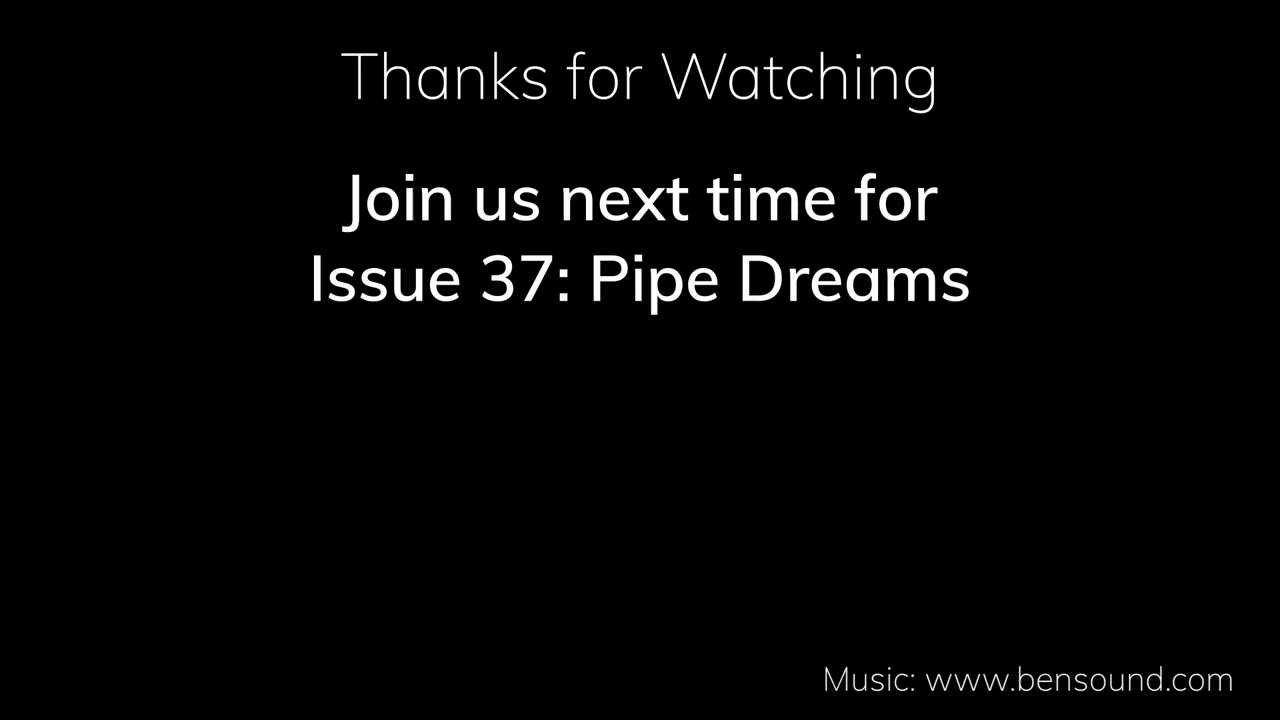 Thanks for Watching
Join us next time for
Issue 37: Pipe Dreams
Music: www.bensound.com